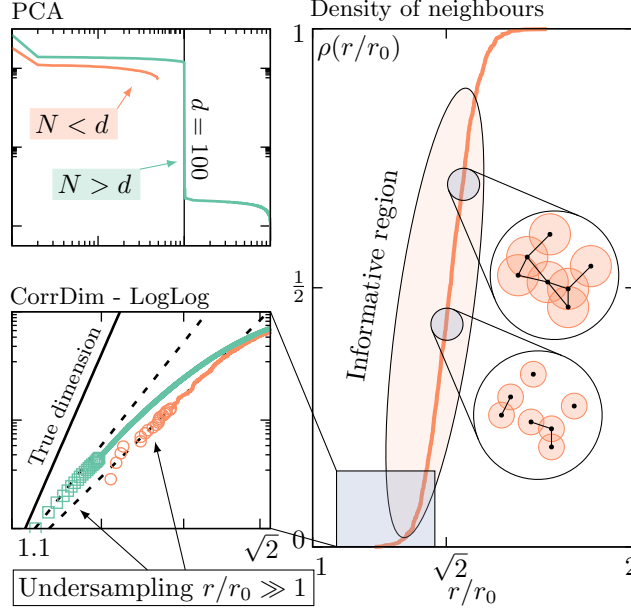 PCA
N < d
N > d
d = 100
CorrDim - LogLog
True dimension
1.1
√2
Undersampling r/r₀ ≫ 1
Density of neighbours
1
ρ(r/r₀)
Informative region
1/2
0
1
√2
2
r/r₀